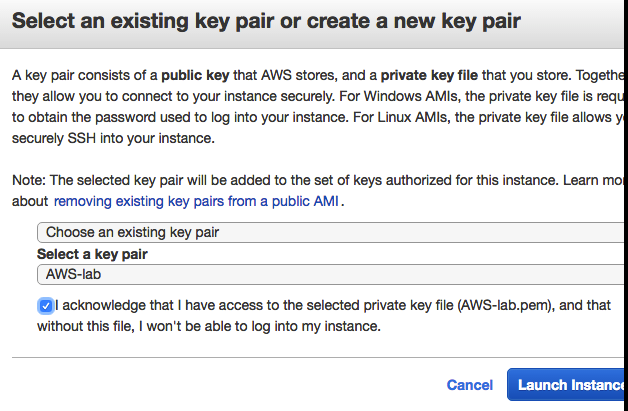 Select an existing key pair or create a new key pair
A key pair consists of a public key that AWS stores, and a private key file that you store. Togethe
they allow you to connect to your instance securely. For Windows AMIs, the private key file is requ
to obtain the password used to log into your instance. For Linux AMIs, the private key file allows y
securely SSH into your instance.
Note: The selected key pair will be added to the set of keys authorized for this instance. Learn mo
about removing existing key pairs from a public AMI .
Choose an existing key pair
Select a key pair
AWS-lab
I acknowledge that I have access to the selected private key file (AWS-lab.pem), and that
without this file, I won't be able to log into my instance.
Cancel Launch Instance